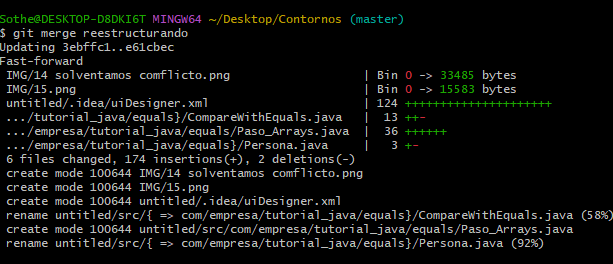 Sothe@DESKTOP-D8DKI6T MINGW64 ~/Desktop/Contornos (master)
$ git merge reestructurando
Updating 3ebffc1..e61cbec
Fast-forward
 IMG/14 solventamos comflicto.png                   | Bin 0 -> 33485 bytes
 IMG/15.png                                         | Bin 0 -> 15583 bytes
 untitled/.idea/uiDesigner.xml                      | 124 +++++++++++++++++++++
 .../tutorial_java/equals}/CompareWithEquals.java   |  13 ++-
 .../empresa/tutorial_java/equals/Paso_Arrays.java  |  36 ++++++
 .../empresa/tutorial_java/equals}/Persona.java     |   3 +-
 6 files changed, 174 insertions(+), 2 deletions(-)
 create mode 100644 IMG/14 solventamos comflicto.png
 create mode 100644 IMG/15.png
 create mode 100644 untitled/.idea/uiDesigner.xml
 rename untitled/src/{ => com/empresa/tutorial_java/equals}/CompareWithEquals.java (58%)
 create mode 100644 untitled/src/com/empresa/tutorial_java/equals/Paso_Arrays.java
 rename untitled/src/{ => com/empresa/tutorial_java/equals}/Persona.java (92%)